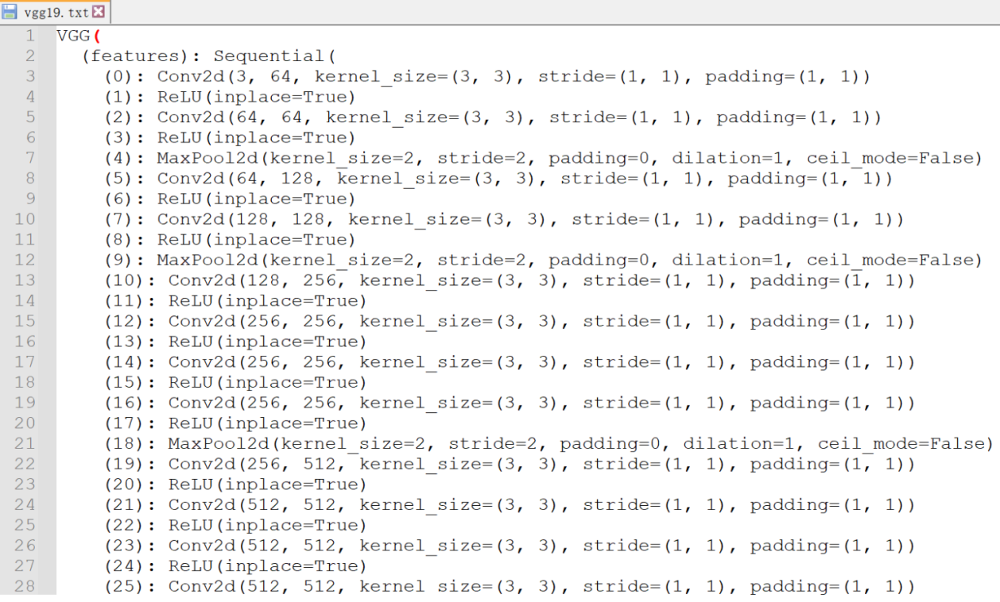 vgg19.txt
1 VGG(
2 (features): Sequential(
3 (0): Conv2d(3, 64, kernel_size=(3, 3), stride=(1, 1), padding=(1, 1))
4 (1): ReLU(inplace=True)
5 (2): Conv2d(64, 64, kernel_size=(3, 3), stride=(1, 1), padding=(1, 1))
6 (3): ReLU(inplace=True)
7 (4): MaxPool2d(kernel_size=2, stride=2, padding=0, dilation=1, ceil_mode=False)
8 (5): Conv2d(64, 128, kernel_size=(3, 3), stride=(1, 1), padding=(1, 1))
9 (6): ReLU(inplace=True)
10 (7): Conv2d(128, 128, kernel_size=(3, 3), stride=(1, 1), padding=(1, 1))
11 (8): ReLU(inplace=True)
12 (9): MaxPool2d(kernel_size=2, stride=2, padding=0, dilation=1, ceil_mode=False)
13 (10): Conv2d(128, 256, kernel_size=(3, 3), stride=(1, 1), padding=(1, 1))
14 (11): ReLU(inplace=True)
15 (12): Conv2d(256, 256, kernel_size=(3, 3), stride=(1, 1), padding=(1, 1))
16 (13): ReLU(inplace=True)
17 (14): Conv2d(256, 256, kernel_size=(3, 3), stride=(1, 1), padding=(1, 1))
18 (15): ReLU(inplace=True)
19 (16): Conv2d(256, 256, kernel_size=(3, 3), stride=(1, 1), padding=(1, 1))
20 (17): ReLU(inplace=True)
21 (18): MaxPool2d(kernel_size=2, stride=2, padding=0, dilation=1, ceil_mode=False)
22 (19): Conv2d(256, 512, kernel_size=(3, 3), stride=(1, 1), padding=(1, 1))
23 (20): ReLU(inplace=True)
24 (21): Conv2d(512, 512, kernel_size=(3, 3), stride=(1, 1), padding=(1, 1))
25 (22): ReLU(inplace=True)
26 (23): Conv2d(512, 512, kernel_size=(3, 3), stride=(1, 1), padding=(1, 1))
27 (24): ReLU(inplace=True)
28 (25): Conv2d(512, 512, kernel size=(3, 3), stride=(1, 1), padding=(1, 1))